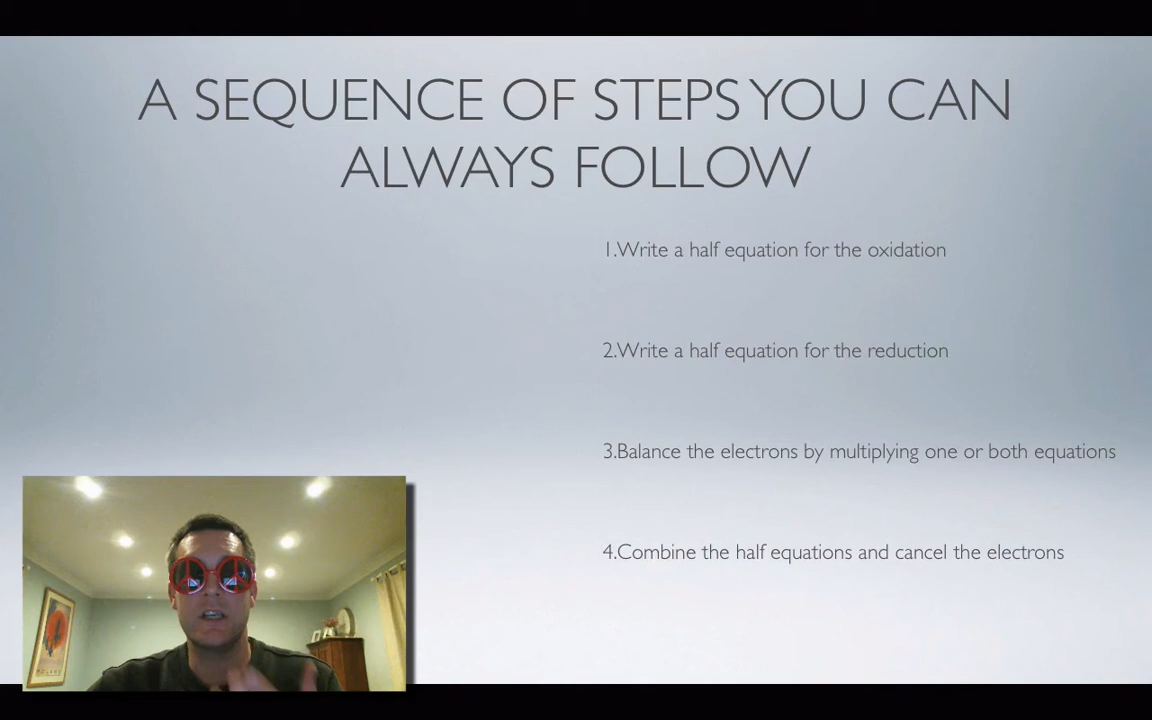 A SEQUENCE OF STEPS YOU CAN
ALWAYS FOLLOW
1.Write a half equation for the oxidation
2.Write a half equation for the reduction
3.Balance the electrons by multiplying one or both equations
4.Combine the half equations and cancel the electrons